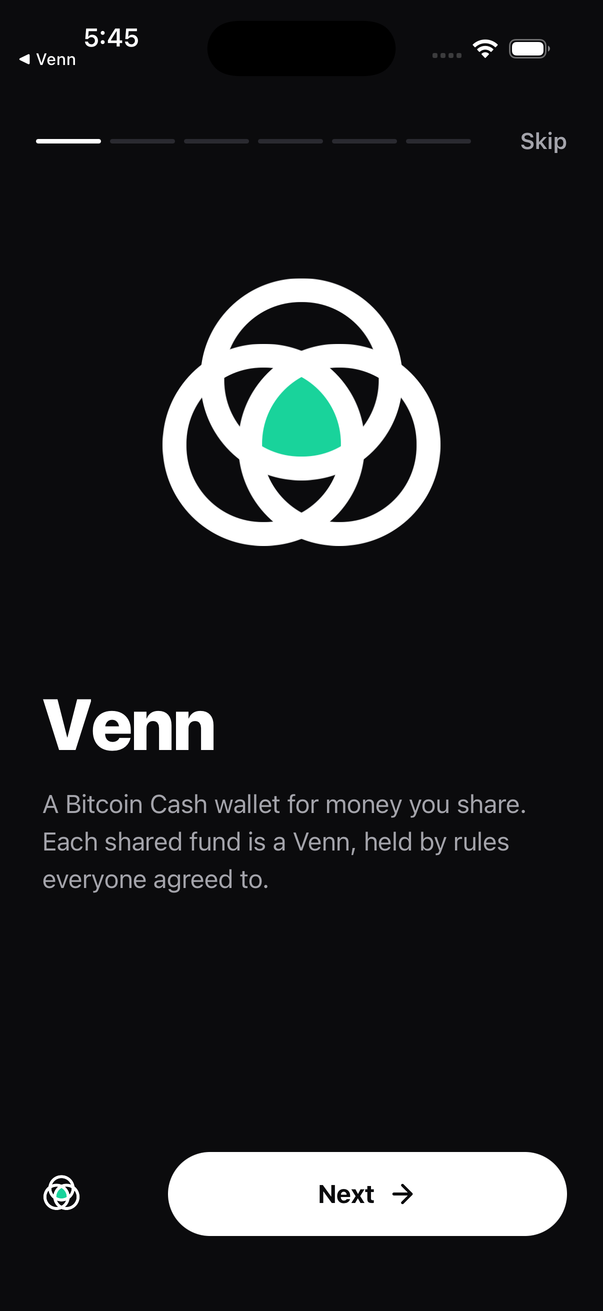 5:45
◀ Venn
Skip
Venn
A Bitcoin Cash wallet for money you share.
Each shared fund is a Venn, held by rules
everyone agreed to.
Next →